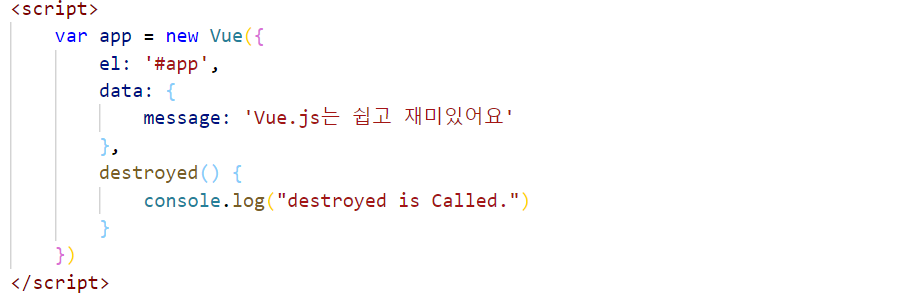 <script>
    var app = new Vue({
        el: '#app',
        data: {
            message: 'Vue.js는 쉽고 재미있어요'
        },
        destroyed() {
            console.log("destroyed is Called.")
        }
    })
</script>